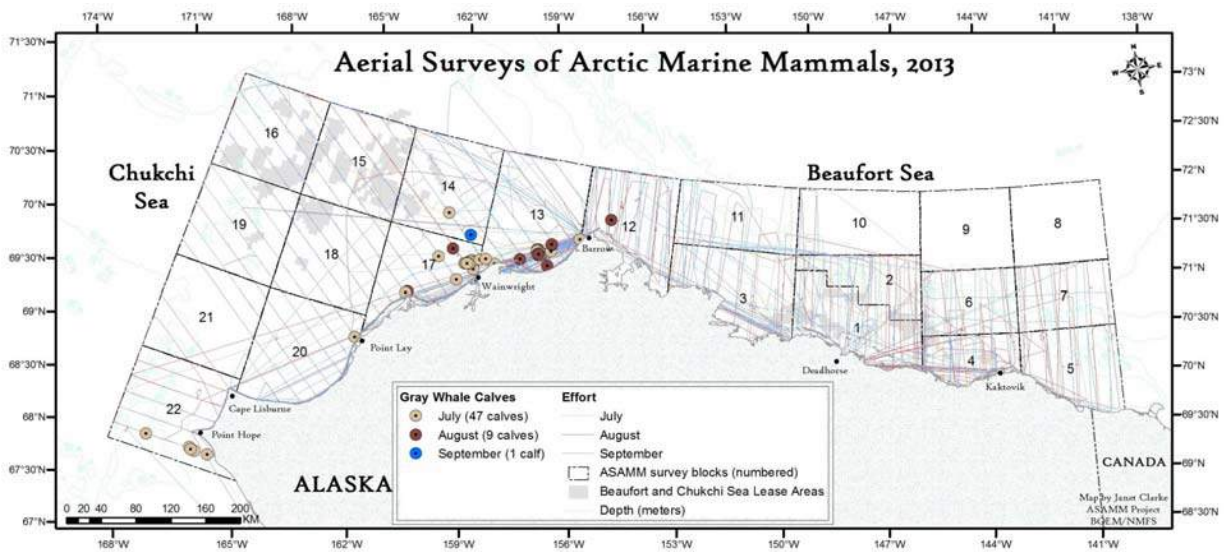 174°W 171°W 168°W 165°W 162°W 159°W 156°W 153°W 150°W 147°W 144°W 141°W 138°W
71°30'N
Aerial Surveys of Arctic Marine Mammals, 2013
N
W E
S
73°N
71°N
72°30'N
16
15
70°30'N
Chukchi
Sea
14
Beaufort Sea
72°N
70°N
13
12
11
10
9
8
71°30'N
19
18
17
Barrow
69°30'N
Wainwright
2
6
7
71°N
21
3
1
69°N
20
Point Lay
4
5
70°30'N
68°30'N
Deadhorse
Kaktovik
70°N
22
Cape Lisburne
Gray Whale Calves
July (47 calves)
August (9 calves)
September (1 calf)
Effort
July
August
September
ASAMM survey blocks (numbered)
Beaufort and Chukchi Sea Lease Areas
Depth (meters)
68°N
Point Hope
69°30'N
67°30'N
ALASKA
CANADA
69°N
0 20 40 80 120 160 200
KM
Map by Janet Clarke
ASAMM Project
BOEM/NMFS
67°N
68°30'N
168°W 165°W 162°W 159°W 156°W 153°W 150°W 147°W 144°W 141°W